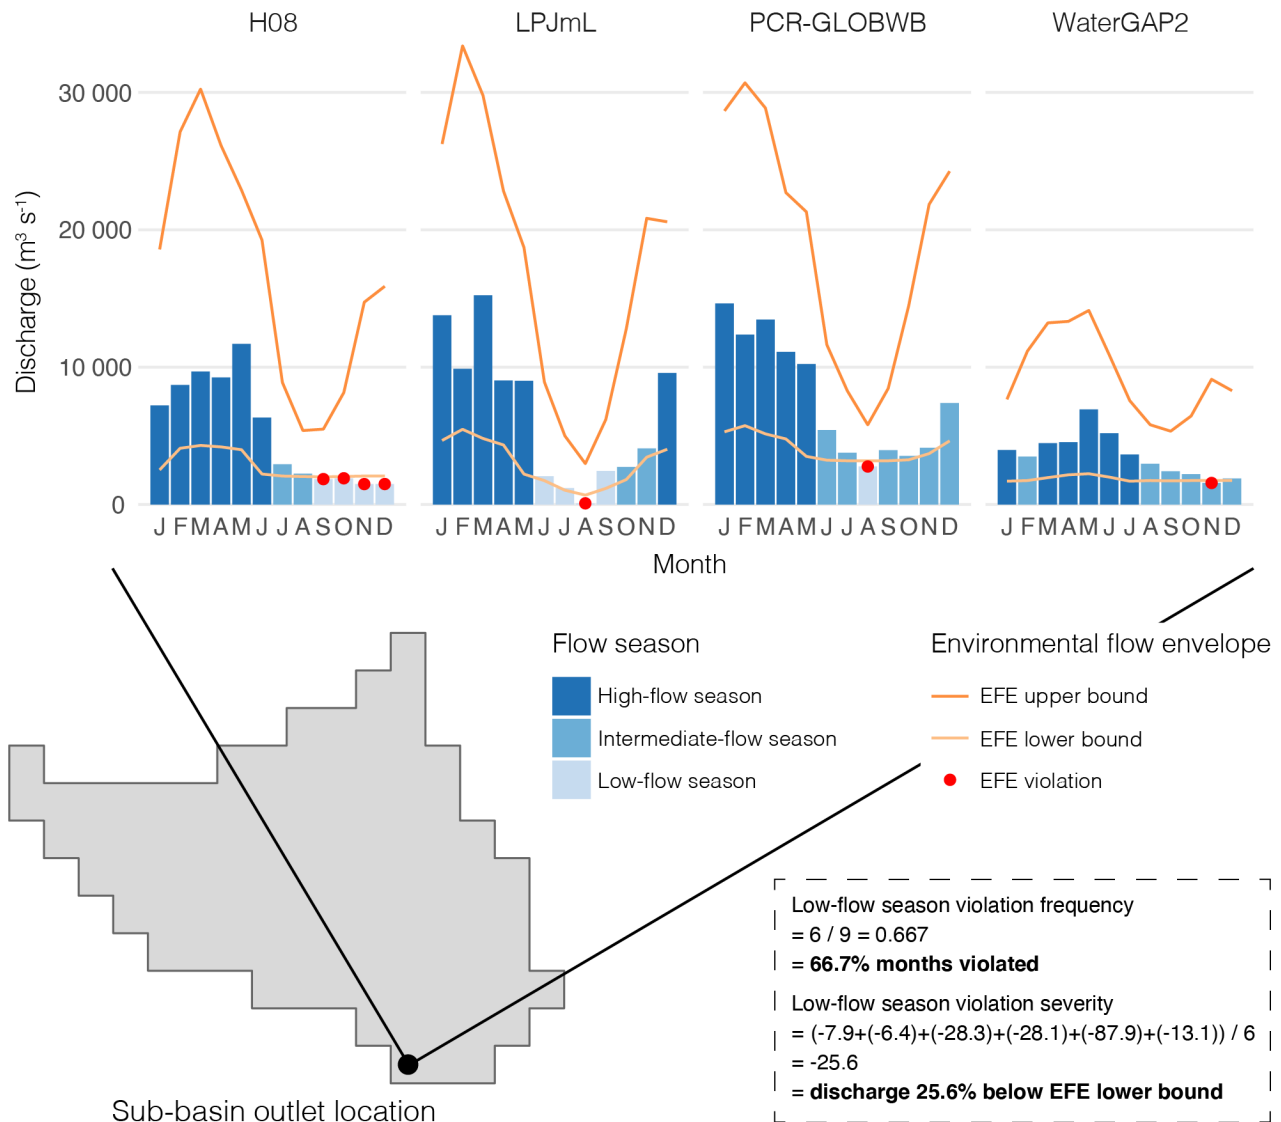 H08 LPJmL PCR-GLOBWB WaterGAP2
Discharge (m³ s⁻¹)
30 000
20 000
10 000
0
J F M A M J J A S O N D J F M A M J J A S O N D J F M A M J J A S O N D J F M A M J J A S O N D
Month
Flow season
High-flow season
Intermediate-flow season
Low-flow season
Environmental flow envelope
EFE upper bound
EFE lower bound
EFE violation
Low-flow season violation frequency
= 6 / 9 = 0.667
= 66.7% months violated
Low-flow season violation severity
= (-7.9+(-6.4)+(-28.3)+(-28.1)+(-87.9)+(-13.1)) / 6
= -25.6
= discharge 25.6% below EFE lower bound
Sub-basin outlet location